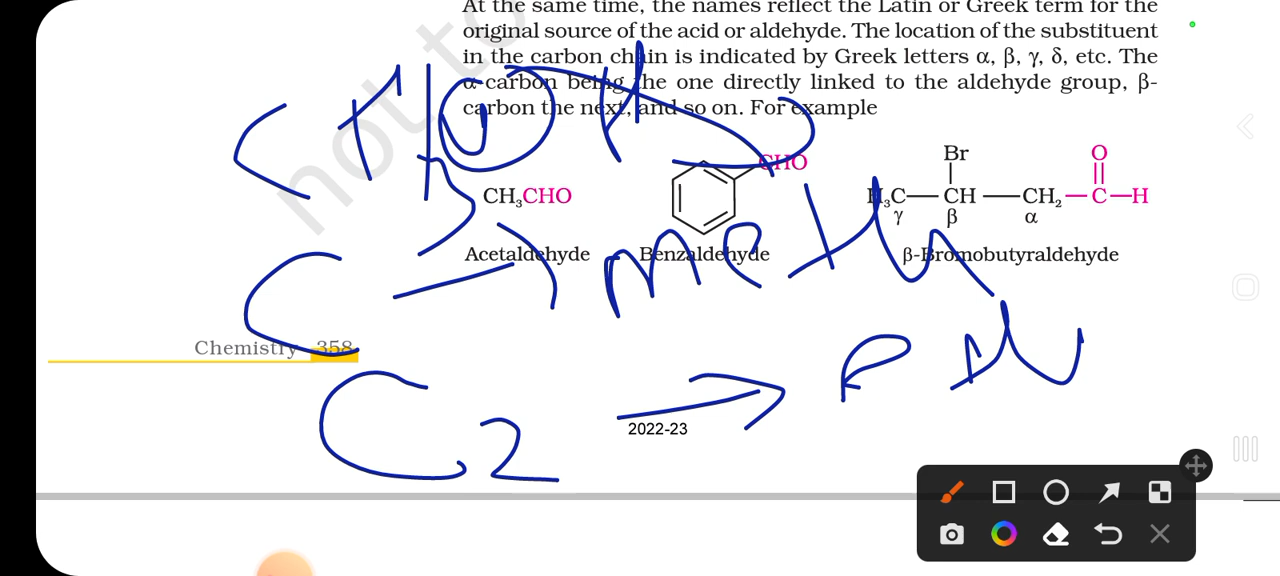 At the same time, the names reflect the Latin or Greek term for the
original source of the acid or aldehyde. The location of the substituent
in the carbon chain is indicated by Greek letters α, β, γ, δ, etc. The
α-carbon being the one directly linked to the aldehyde group, β-
carbon the next, and so on. For example
not to
CH₃CHO
CHO
Br
O
H₃C—CH—CH₂—C—H
γ β α
Acetaldehyde Benzaldehyde β-Bromobutyraldehyde
C
Chemistry 358
C2
2022-23